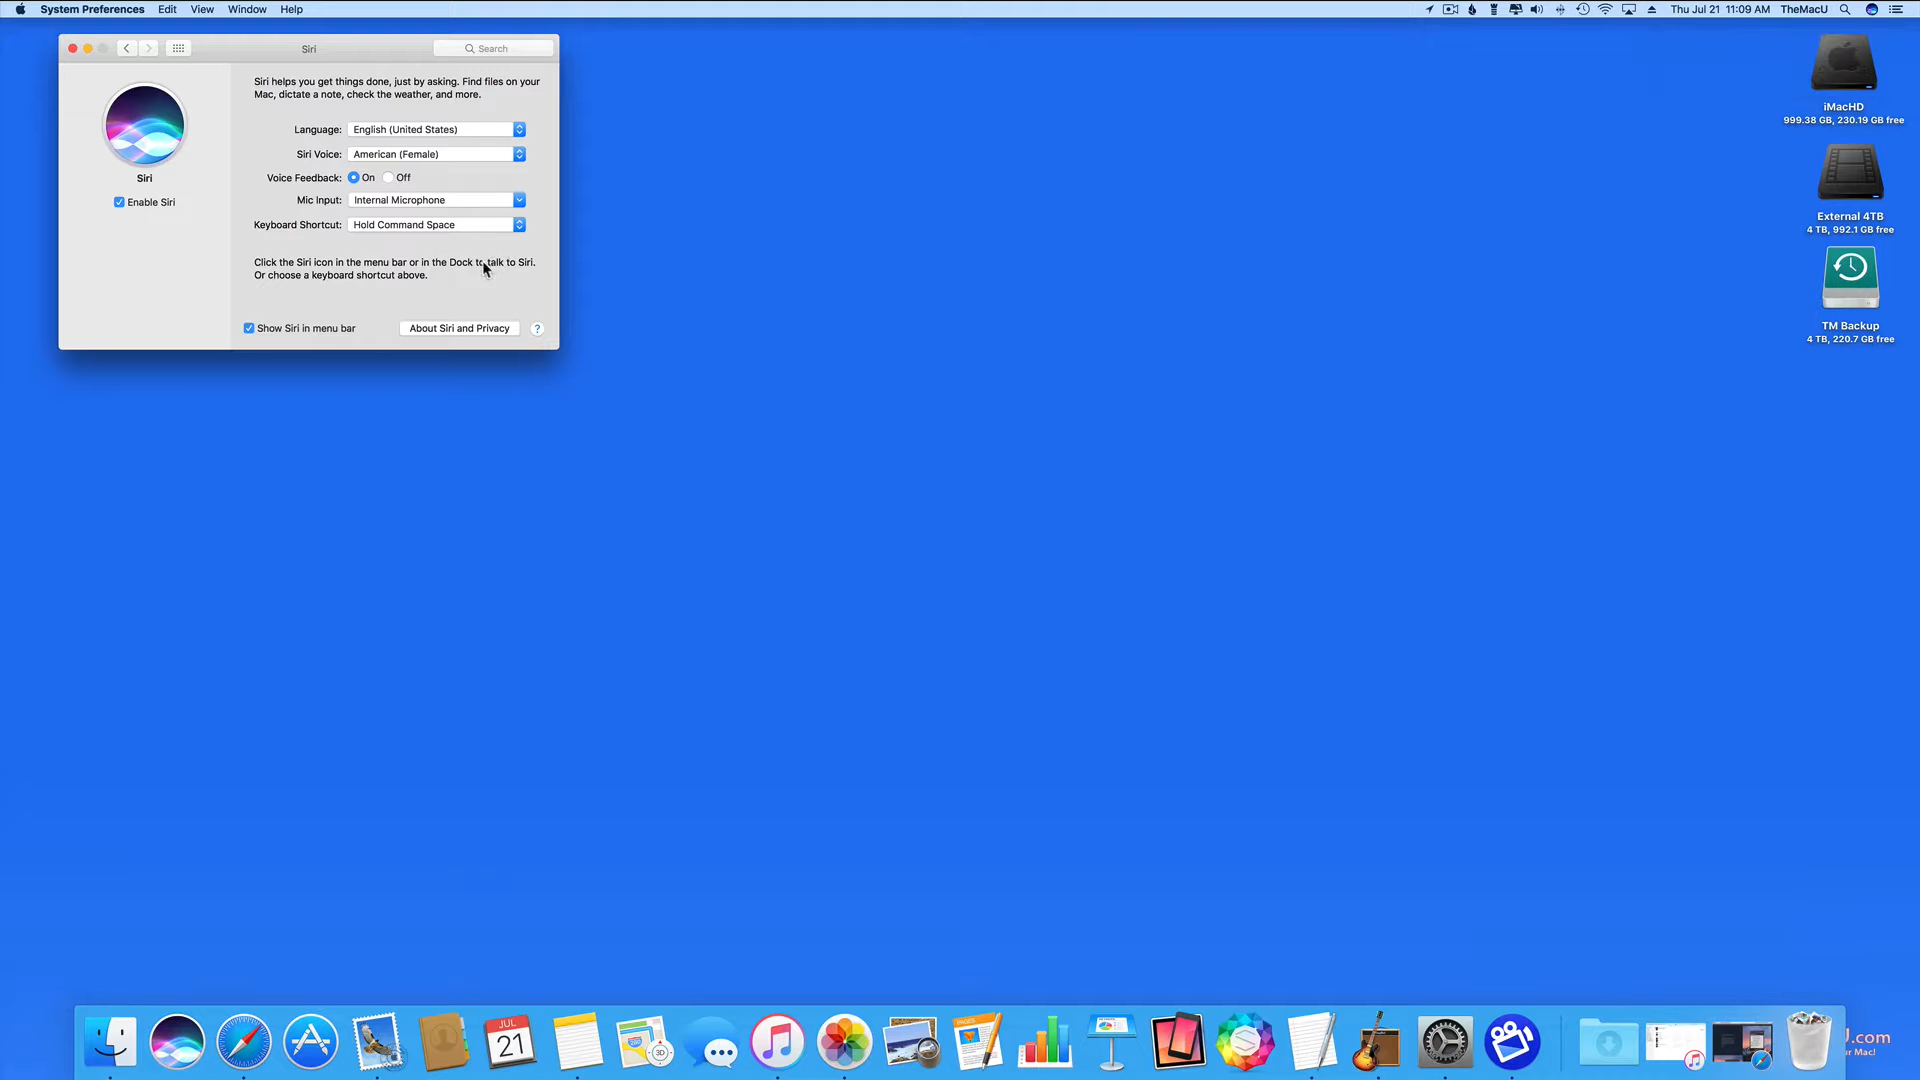 System Preferences Edit View Window Help
Thu Jul 21 11:09 AM TheMacU
Siri
Search
Siri helps you get things done, just by asking. Find files on your
Mac, dictate a note, check the weather, and more.
Language: English (United States)
Siri Voice: American (Female)
Voice Feedback: On Off
Mic Input: Internal Microphone
Keyboard Shortcut: Hold Command Space
Siri
Enable Siri
Click the Siri icon in the menu bar or in the Dock to talk to Siri.
Or choose a keyboard shortcut above.
Show Siri in menu bar
About Siri and Privacy ?
iMacHD
999.38 GB, 230.19 GB free
External 4TB
4 TB, 992.1 GB free
TM Backup
4 TB, 220.7 GB free
JUL
21
280
3D
PAGES
J.com
ur Mac!